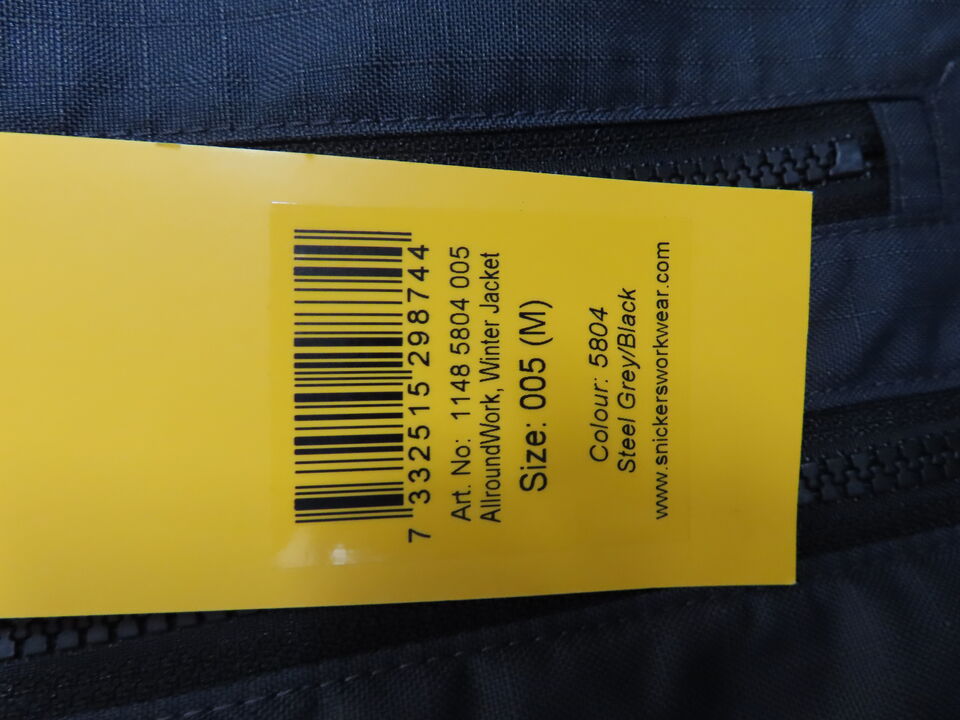 7 332515 298744
Art. No: 1148 5804 005
AllroundWork, Winter Jacket
Size: 005 (M)
Colour: 5804
Steel Grey/Black
www.snickersworkwear.com